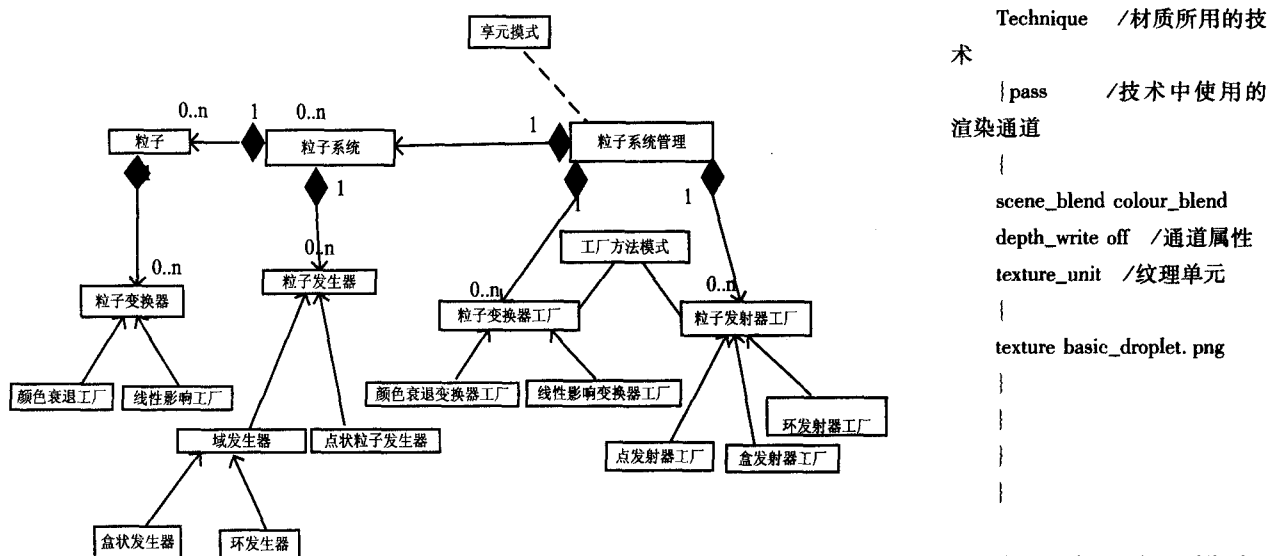 享元摸式
0..n
1
0..n
1
粒子
粒子系统
粒子系统管理
1
1
1
0..n
0..n
工厂方法模式
0..n
0..n
粒子变换器
粒子发生器
粒子变换器工厂
粒子发射器工厂
颜色衰退工厂
线性影响工厂
颜色衰退变换器工厂
线性影响变换器工厂
环发射器工厂
域发生器
点状粒子发生器
点发射器工厂
盒发射器工厂
盒状发生器
环发生器
Technique /材质所用的技
术
{pass /技术中使用的
渲染通道
{
scene_blend colour_blend
depth_write off /通道属性
texture_unit /纹理单元
{
texture basic_droplet. png
}
}
}
}